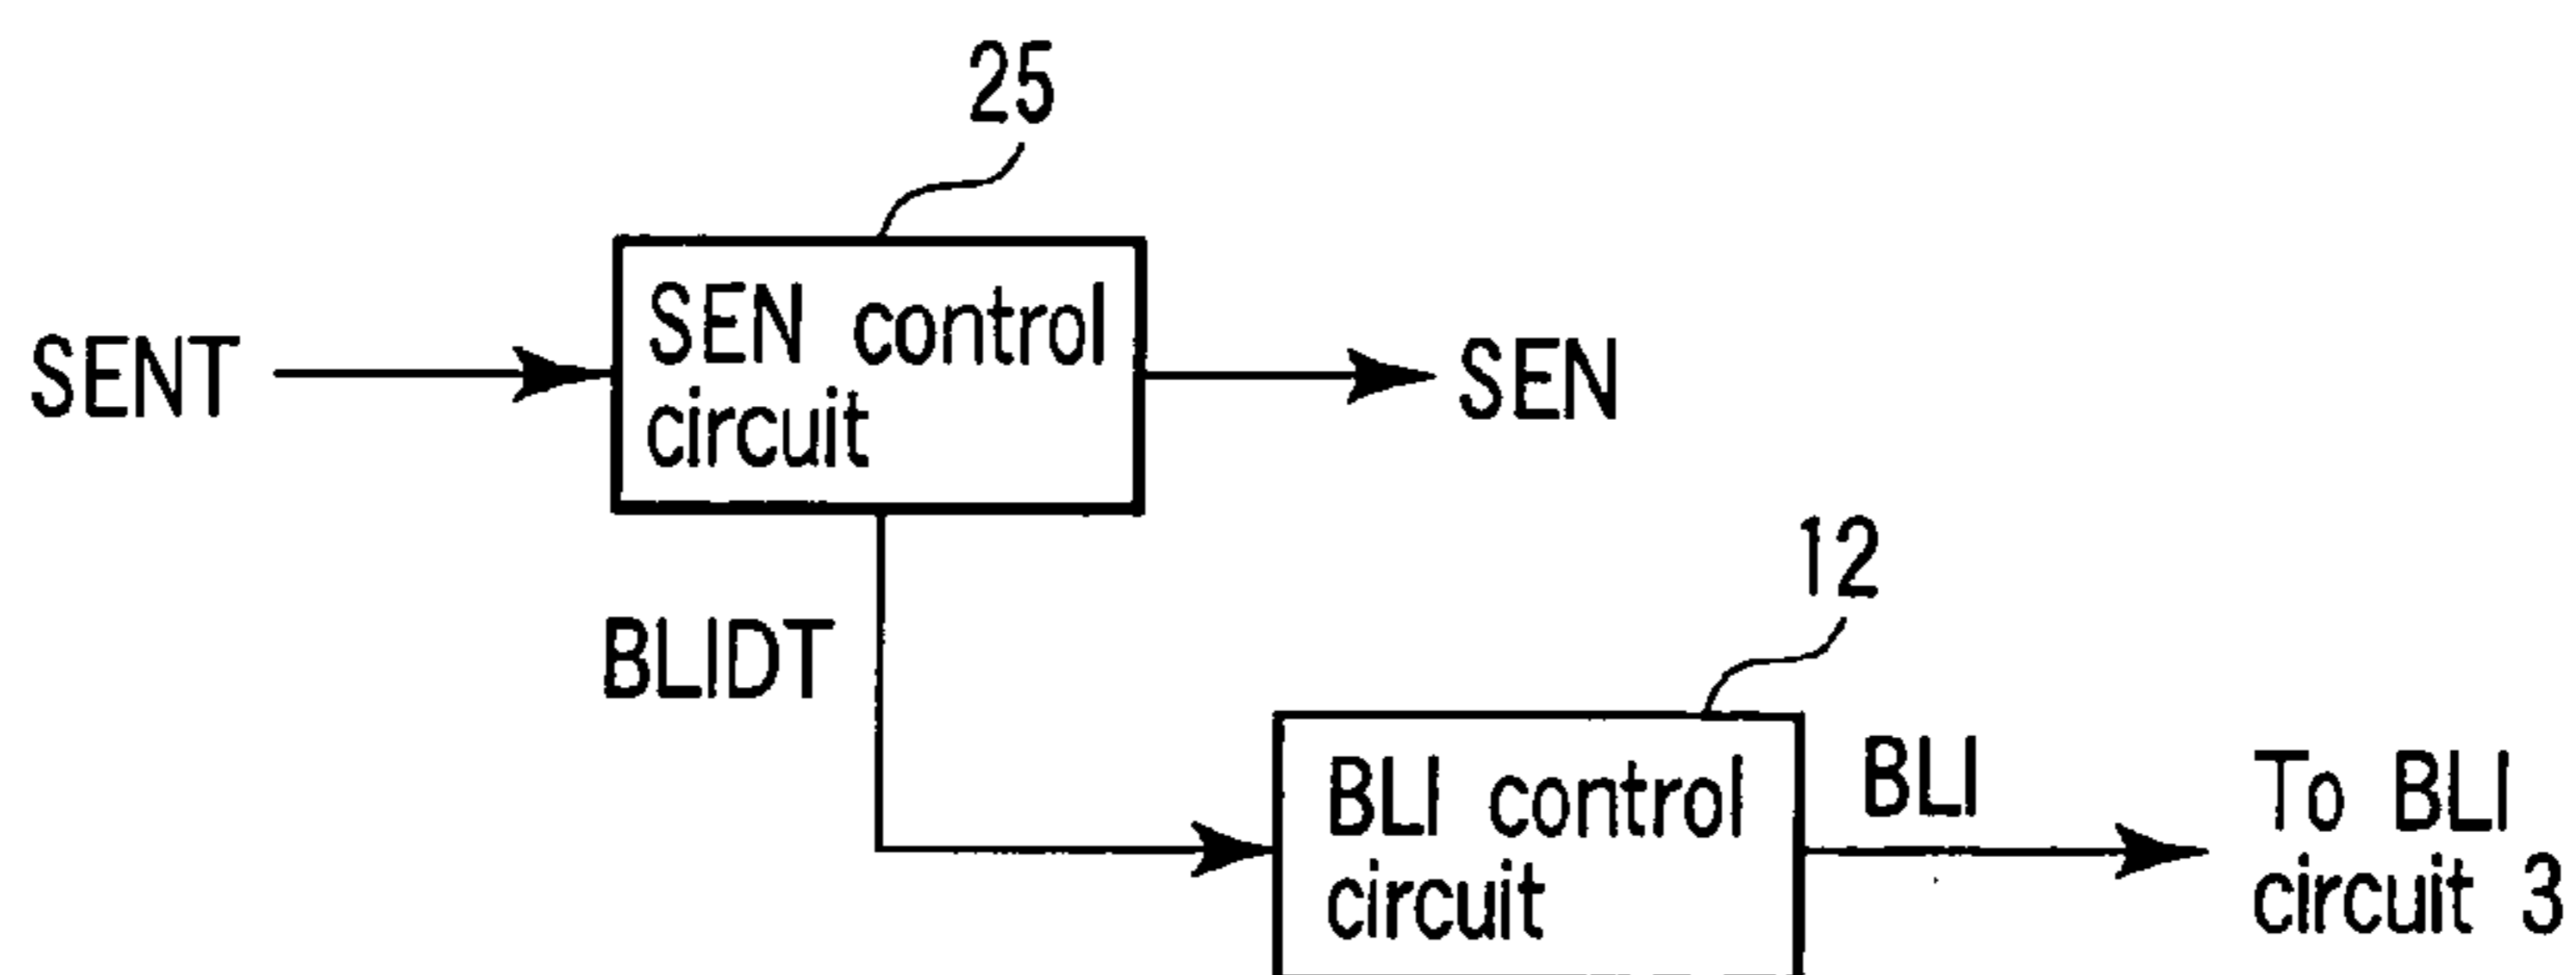 25
SENT
SEN control
circuit
SEN
BLIDT
12
BLI control
circuit
BLI
To BLI
circuit 3